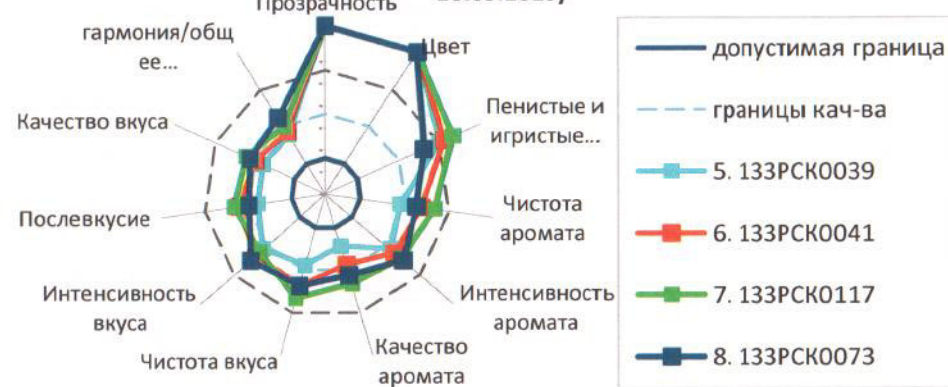 Прозрачность
гармония/общ
ее...
Цвет
Качество вкуса
Пенистые и
игристые...
Послевкусие
Чистота
аромата
Интенсивность
вкуса
Интенсивность
аромата
Чистота вкуса
Качество
аромата
допустимая граница
границы кач-ва
5. 133РСК0039
6. 133РСК0041
7. 133РСК0117
8. 133РСК0073